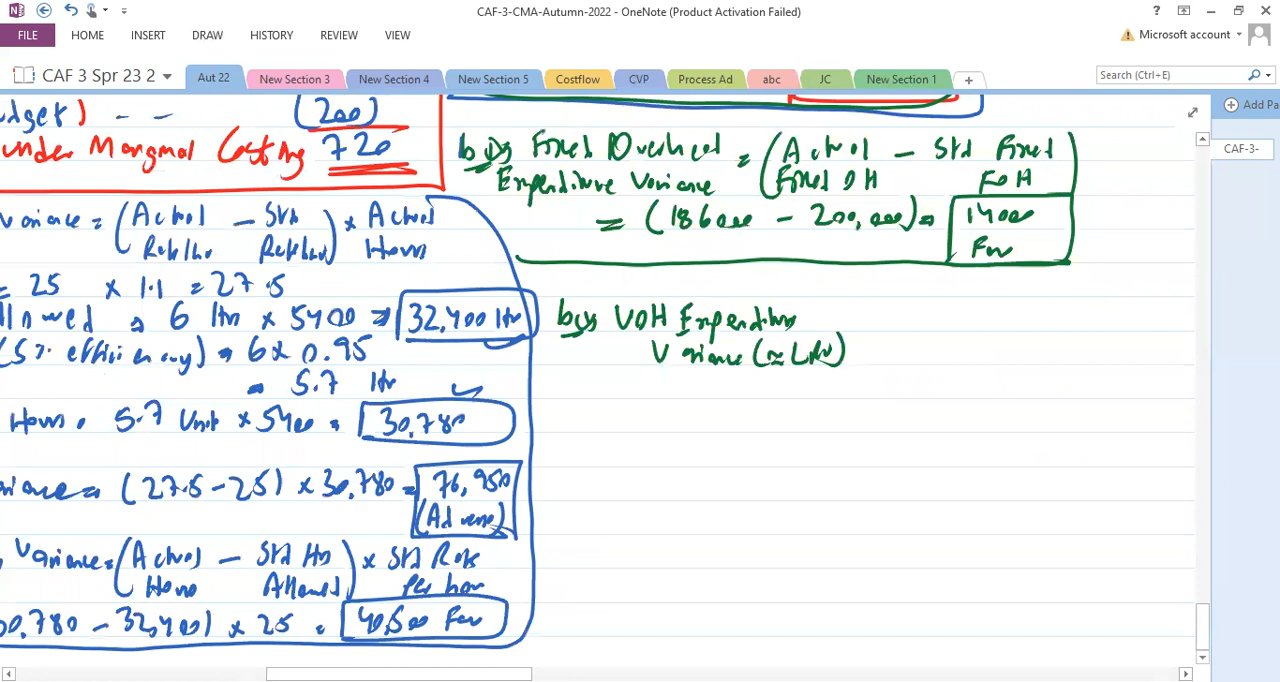 CAF-3-CMA-Autumn-2022 - OneNote (Product Activation Failed)
FILE HOME INSERT DRAW HISTORY REVIEW VIEW
Microsoft account
CAF 3 Spr 23 2
Aut 22 New Section 3 New Section 4 New Section 5 Costflow CVP Process Ad abc JC New Section 1
Search (Ctrl+E)
Add Pa
CAF-3-
udget) - - (200)
under Marginal Costing 720
Variance = (Actual - Std) × Actual
Rate/hr Rate/hour Hours
= 25 × 1.1 = 27.5
llowed = 6 Hr × 5400 = 32,400 Hr
(5% efficiency) = 6 × 0.95
= 5.7 Hr
Hours = 5.7 Unit × 5400 = 30,780
riance = (27.5 - 25) × 30,780 = 76,950
(Adverse)
Variance = (Actual - Std Hrs) × Std Rate
Hours Allowed Per hour
30,780 - 32,400) × 25 = 40,500 Fav
Fixed Overhead = (Actual - Std Fixed)
Expenditure Variance Fixed OH FOH
= (186000 - 200,000) = 14000
Fav
VOH Expenditure
Variance (≈ LRV)